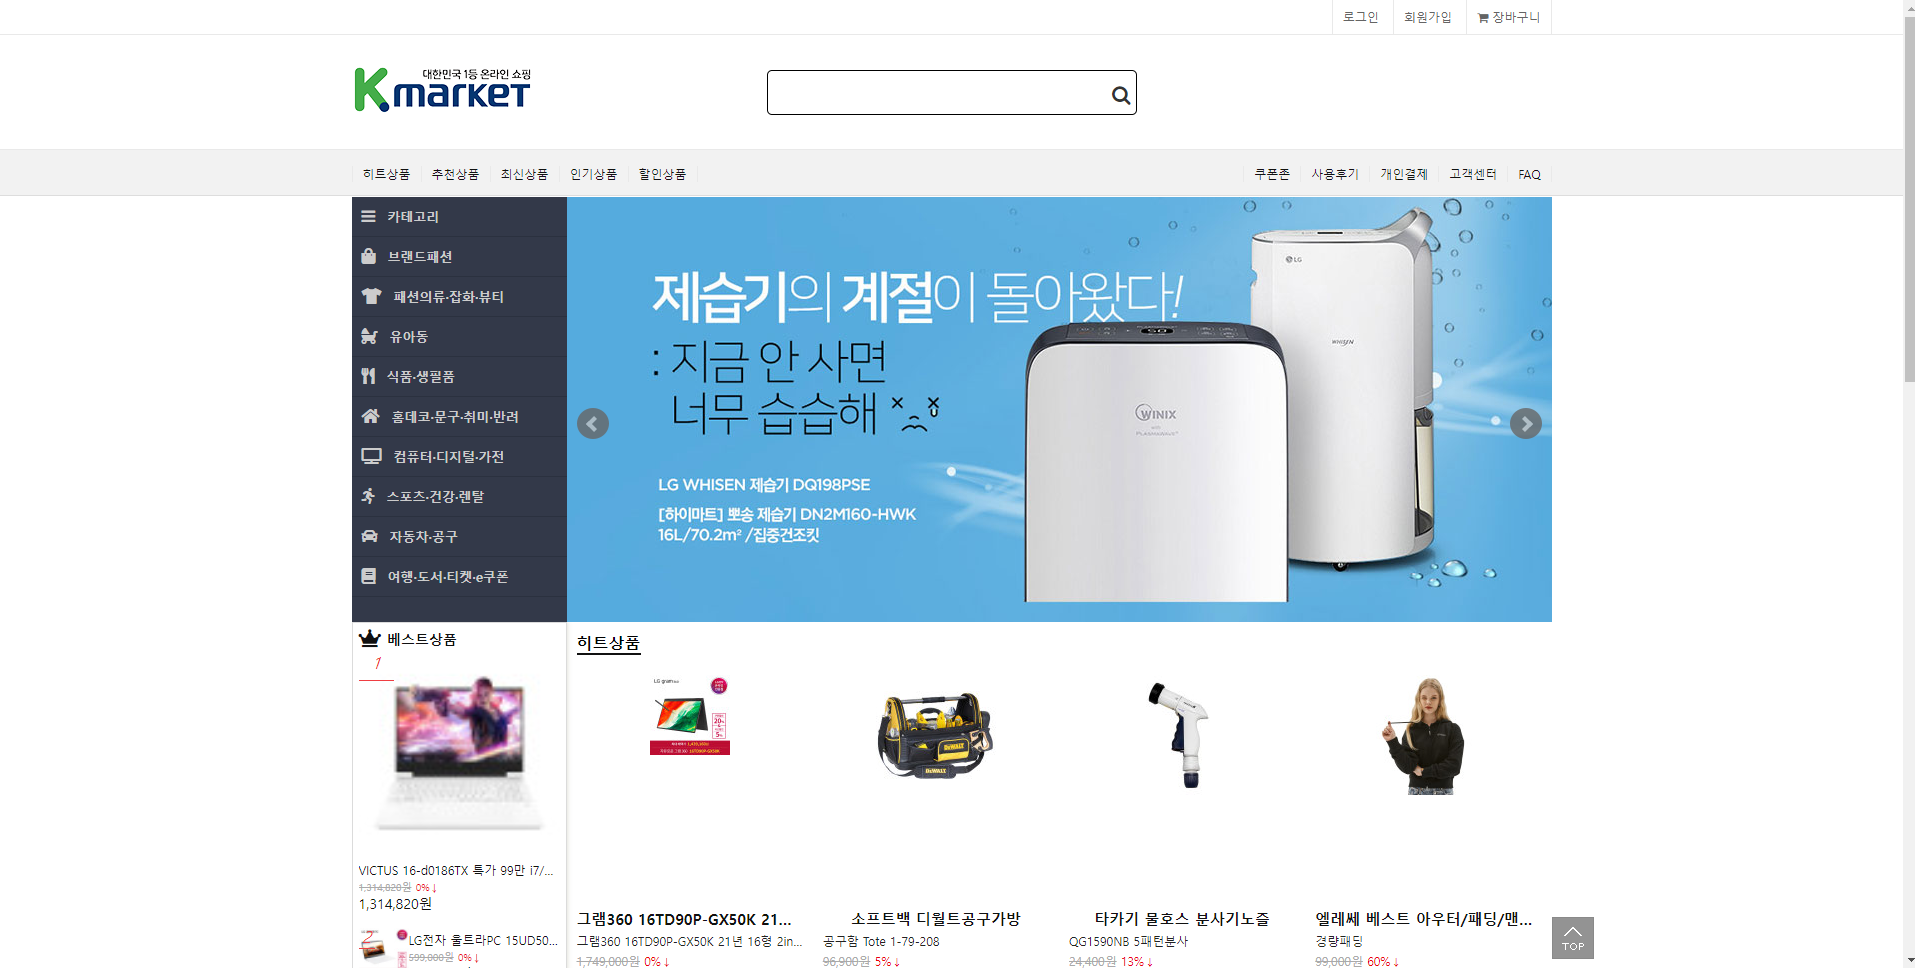 로그인
회원가입
장바구니
대한민국 1등 온라인 쇼핑
K.market
히트상품
추천상품
최신상품
인기상품
할인상품
쿠폰존
사용후기
개인결제
고객센터
FAQ
카테고리
브랜드패션
패션의류·잡화·뷰티
유아동
식품·생필품
홈데코·문구·취미·반려
컴퓨터·디지털·가전
스포츠·건강·렌탈
자동차·공구
여행·도서·티켓·e쿠폰
제습기의 계절이 돌아왔다!
: 지금 안 사면
너무 습습해
LG WHISEN 제습기 DQ198PSE
[하이마트] 뽀송 제습기 DN2M160-HWK
16L/70.2m² /집중건조킷
LG
WHISEN
WINIX
with
PLASMAWAVE
베스트상품
1
VICTUS 16-d0186TX 특가 99만 i7/...
1,314,820원 0%↓
1,314,820원
2
LG전자 울트라PC 15UD50...
599,000원 0%↓
히트상품
LG gram
DEWALT
DEWALT
그램360 16TD90P-GX50K 21...
그램360 16TD90P-GX50K 21년 16형 2in...
1,749,000원 0%↓
소프트백 디월트공구가방
공구함 Tote 1-79-208
96,900원 5%↓
타카기 물호스 분사기노즐
QG1590NB 5패턴분사
24,400원 13%↓
엘레쎄 베스트 아우터/패딩/맨...
경량패딩
99,000원 60%↓
TOP